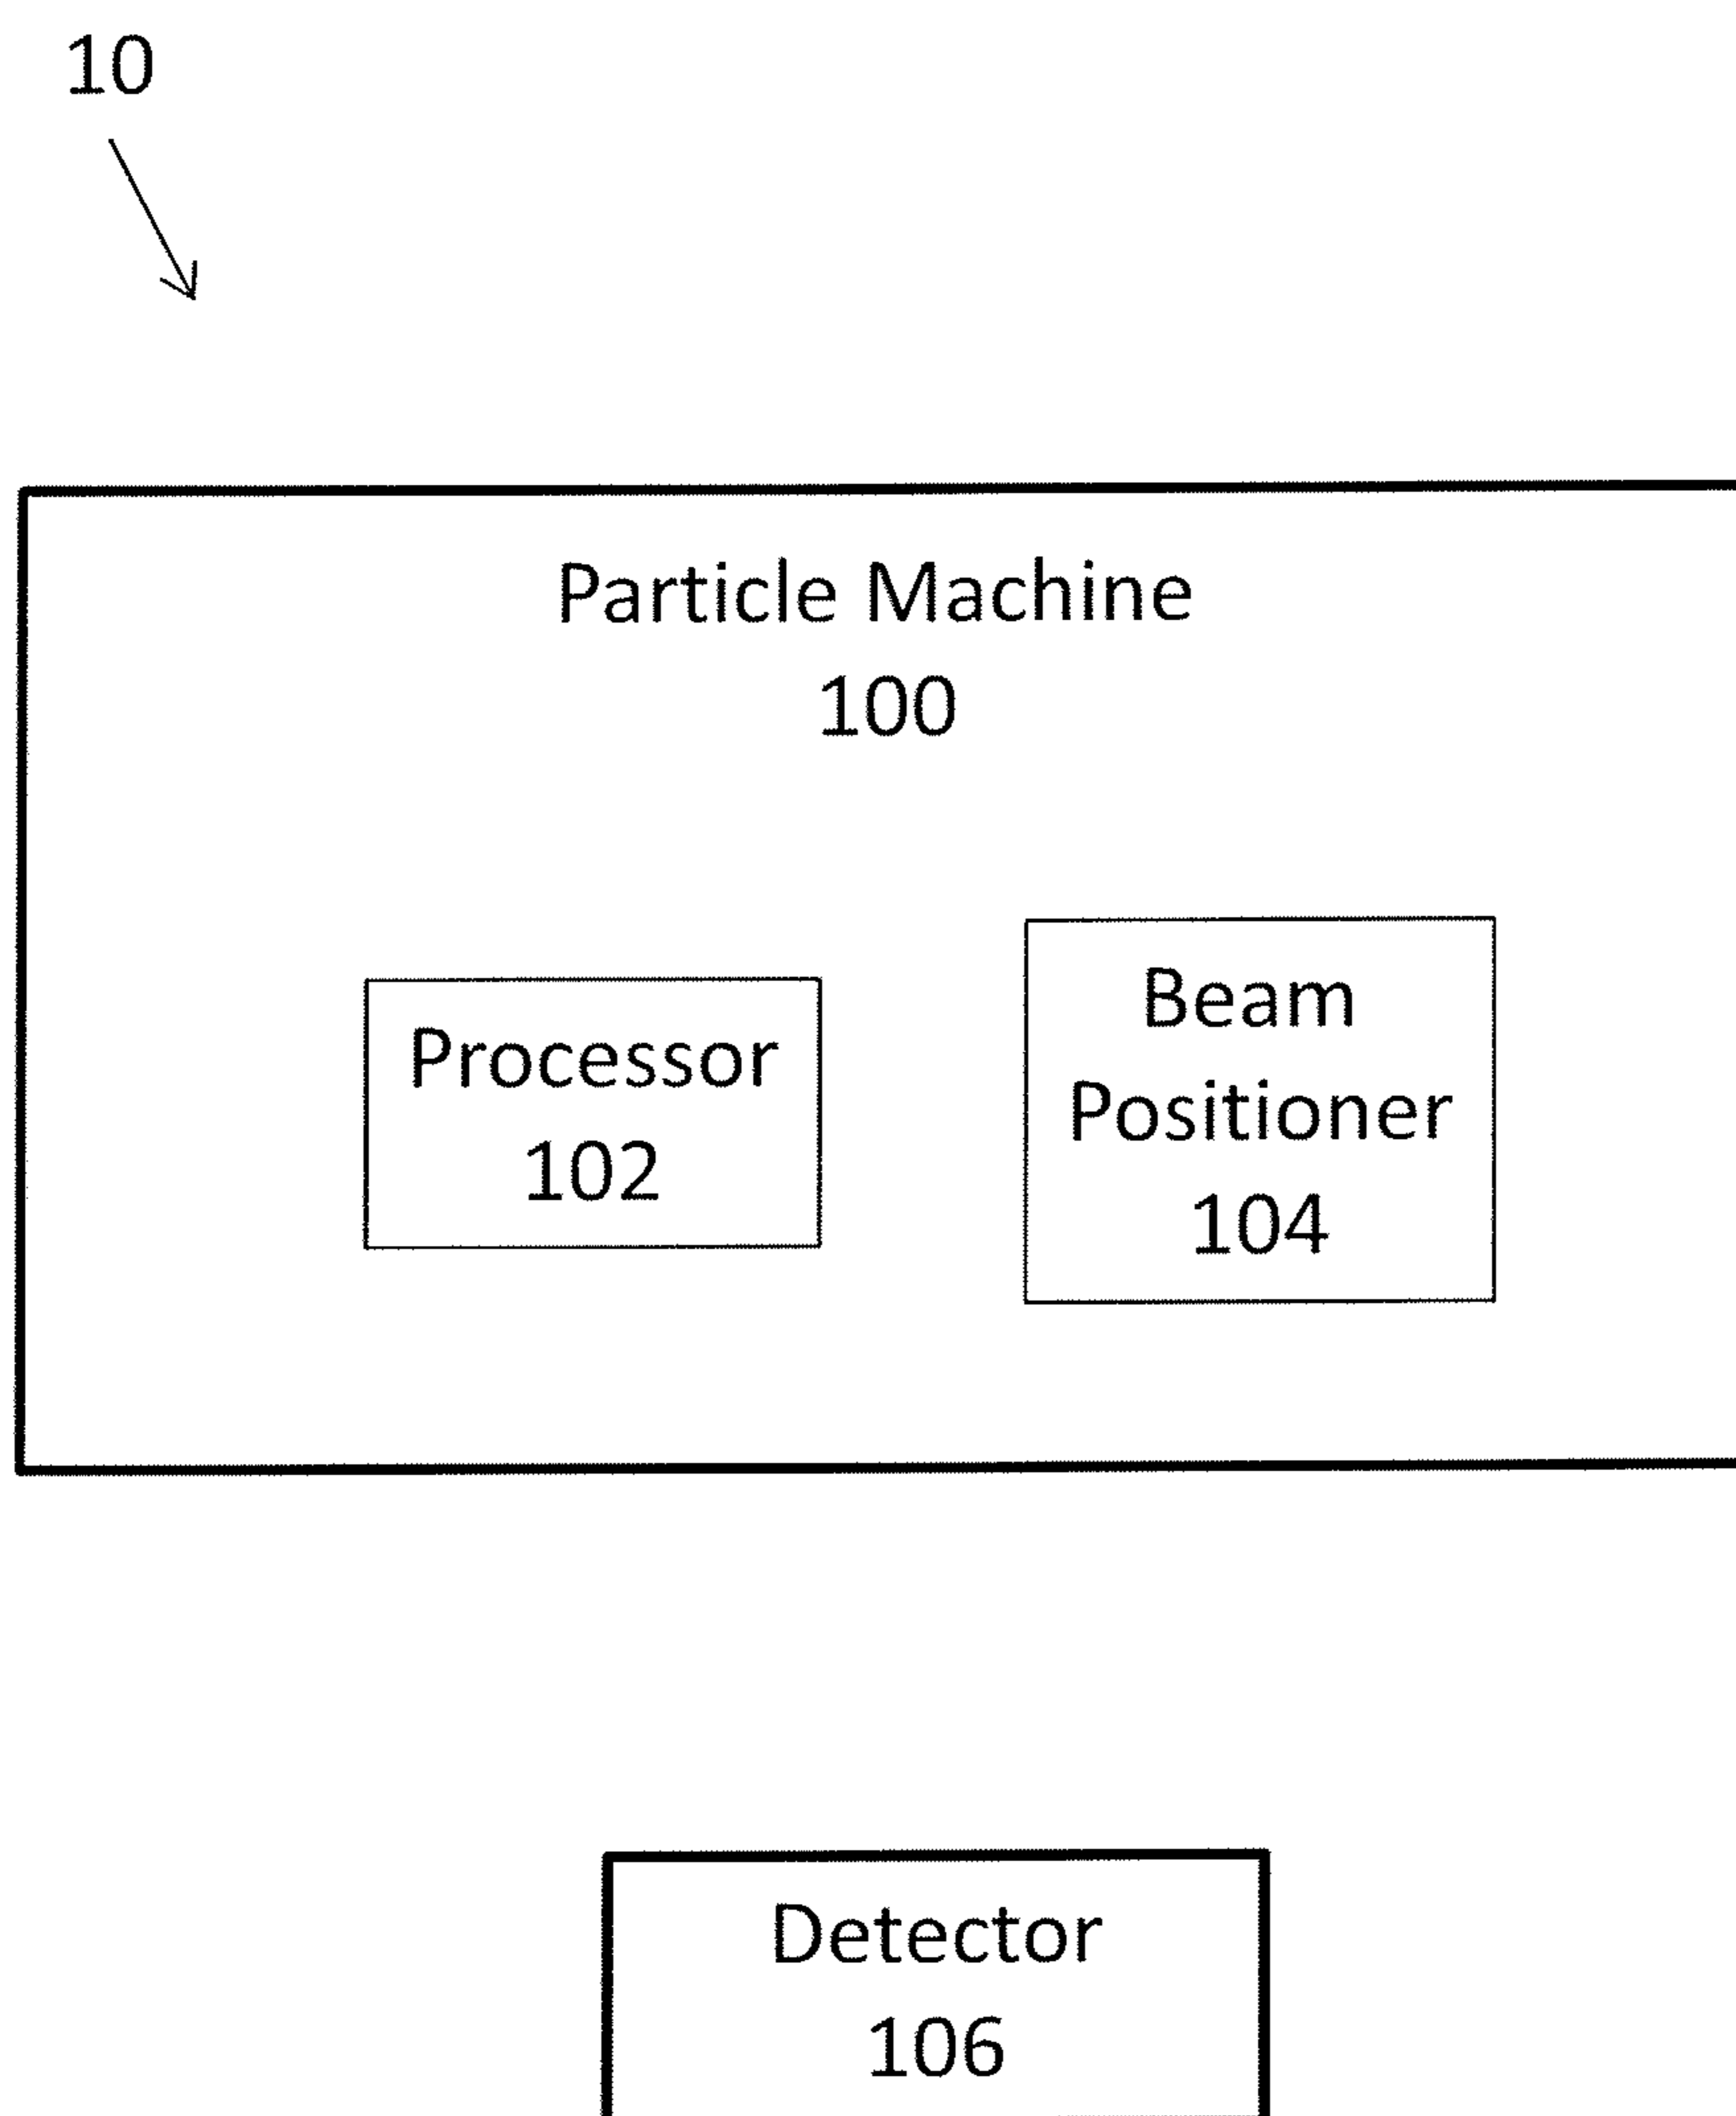 10
Particle Machine
100
Processor
102
Beam
Positioner
104
Detector
106